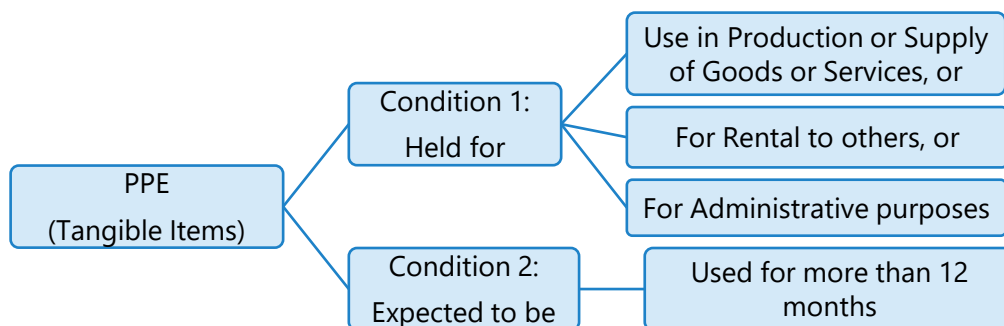 PPE
(Tangible Items)
Condition 1:
Held for
Use in Production or Supply
of Goods or Services, or
For Rental to others, or
For Administrative purposes
Condition 2:
Expected to be
Used for more than 12
months